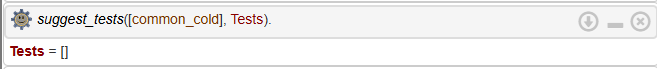 suggest_tests([common_cold], Tests).
Tests = []